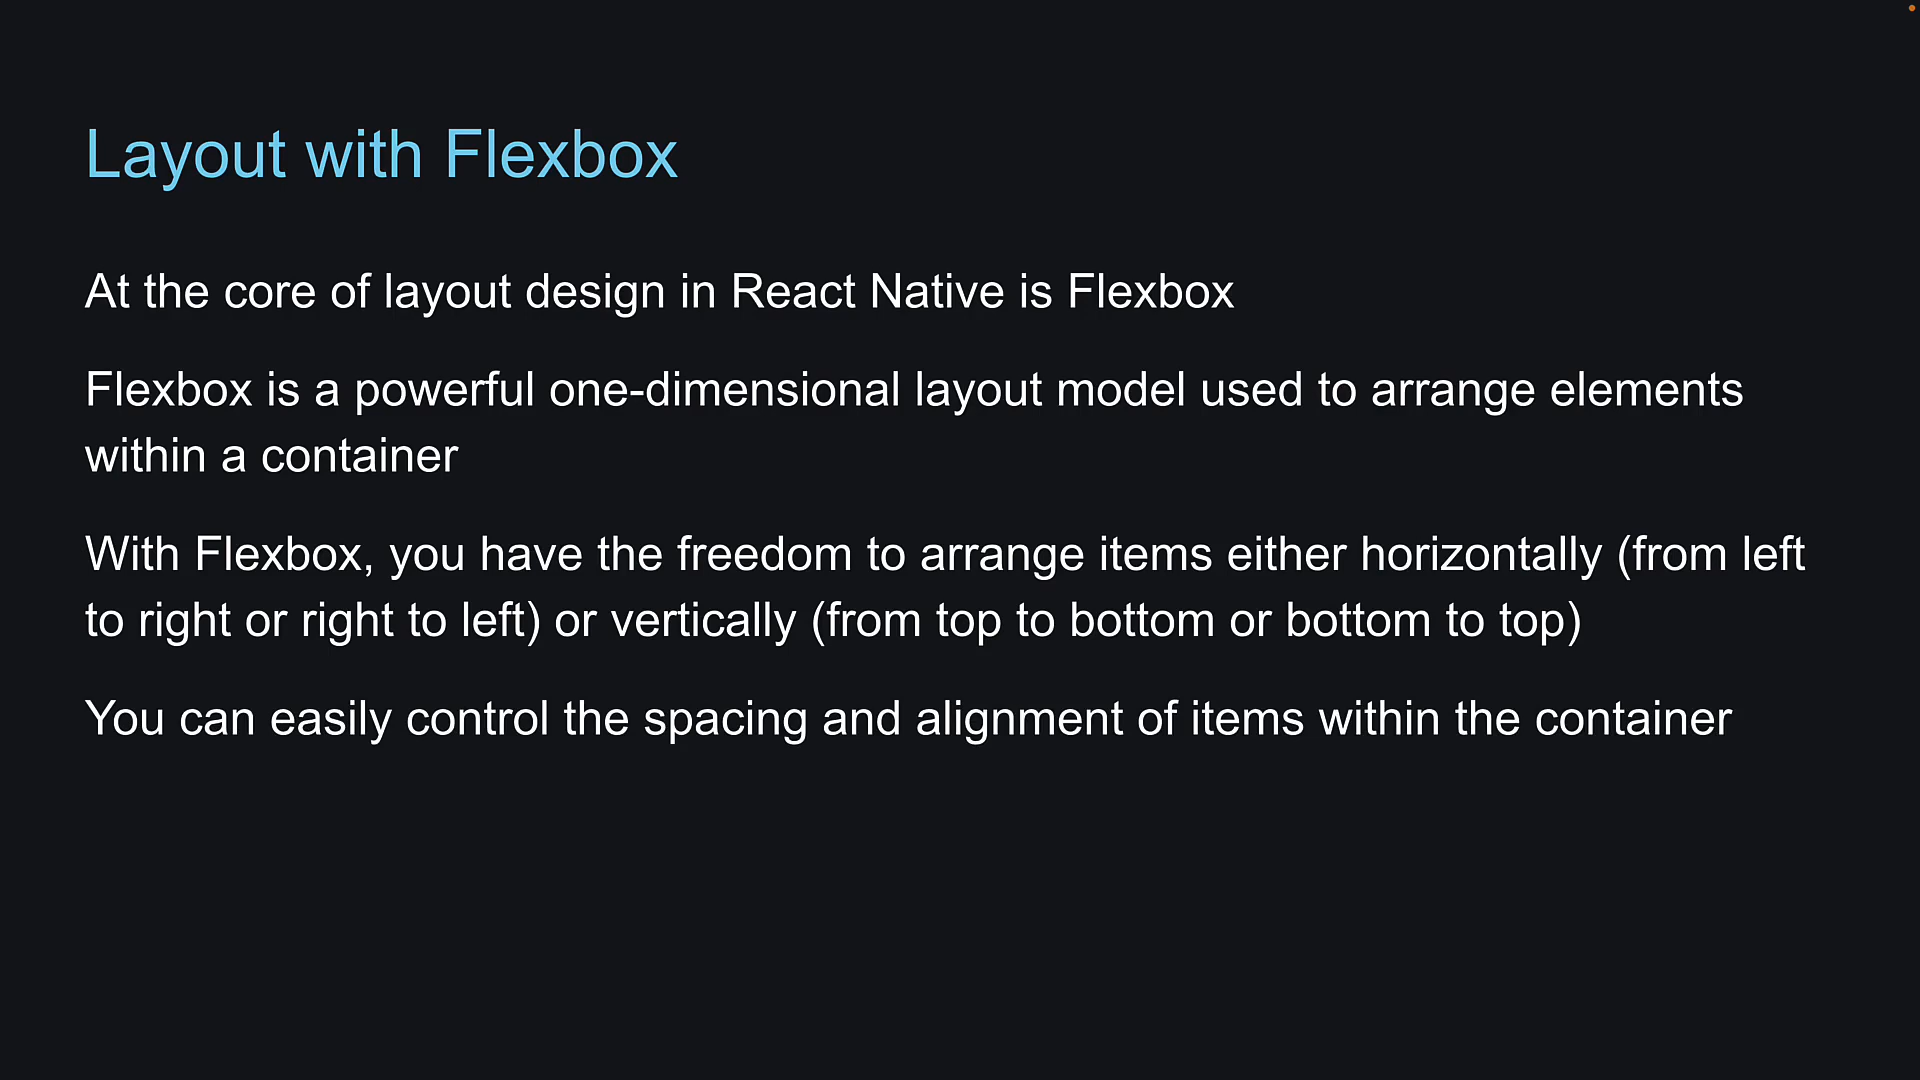 Layout with Flexbox
At the core of layout design in React Native is Flexbox
Flexbox is a powerful one-dimensional layout model used to arrange elements
within a container
With Flexbox, you have the freedom to arrange items either horizontally (from left
to right or right to left) or vertically (from top to bottom or bottom to top)
You can easily control the spacing and alignment of items within the container